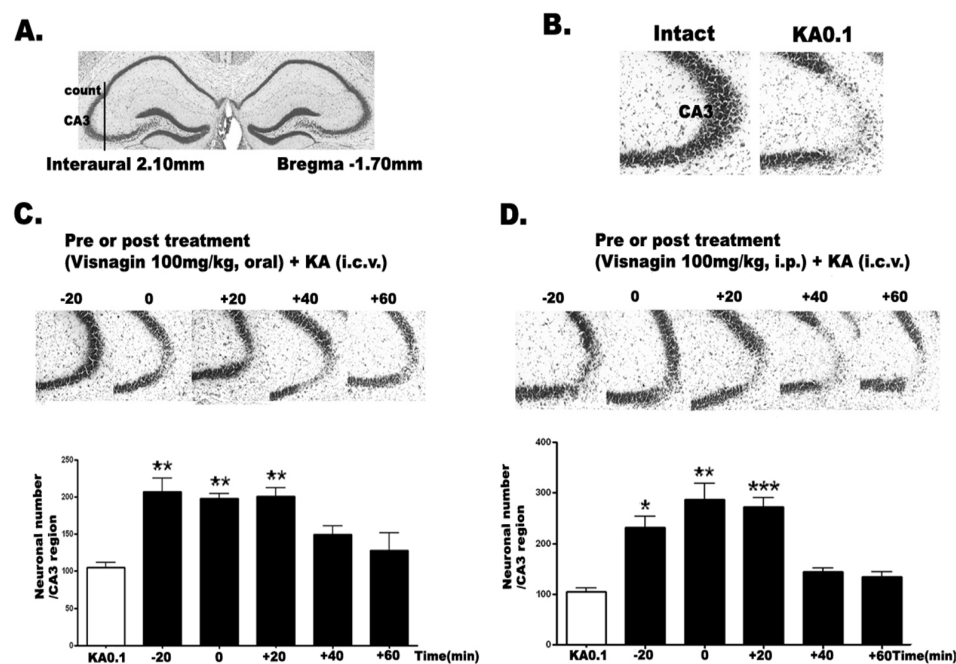 A.
count
CA3
Interaural 2.10mm Bregma -1.70mm
B.
Intact KA0.1
CA3
C.
Pre or post treatment
(Visnagin 100mg/kg, oral) + KA (i.c.v.)
-20 0 +20 +40 +60
250
200
150
100
50
0
Neuronal number
/CA3 region
** ** **
KA0.1 -20 0 +20 +40 +60 Time(min)
D.
Pre or post treatment
(Visnagin 100mg/kg, i.p.) + KA (i.c.v.)
-20 0 +20 +40 +60
400
300
200
100
0
Neuronal number
/CA3 region
* ** ***
KA0.1 -20 0 +20 +40 +60Time(min)